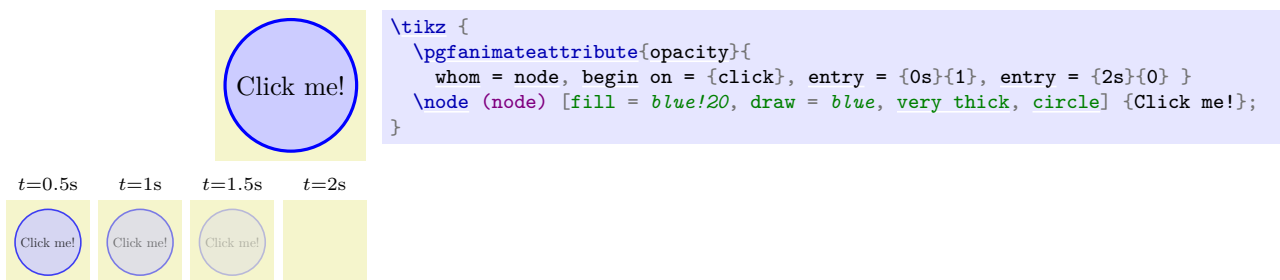 Click me!
\tikz {
  \pgfanimateattribute{opacity}{
    whom = node, begin on = {click}, entry = {0s}{1}, entry = {2s}{0} }
  \node (node) [fill = blue!20, draw = blue, very thick, circle] {Click me!};
}
t=0.5s t=1s t=1.5s t=2s
Click me! Click me! Click me!